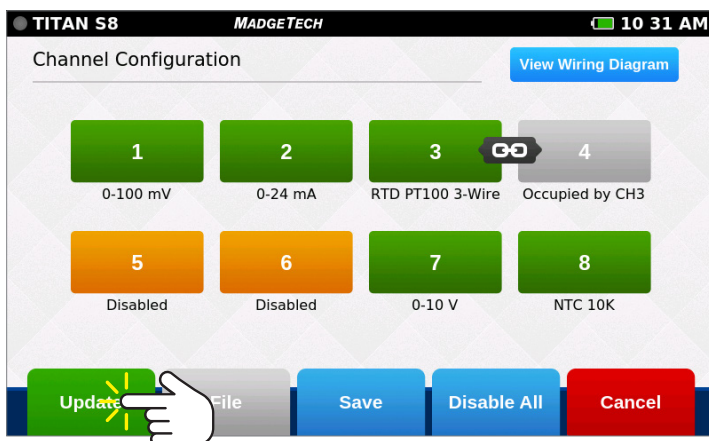 TITAN S8 MADGETECH 10 31 AM
Channel Configuration View Wiring Diagram
1 2 3 4
0-100 mV 0-24 mA RTD PT100 3-Wire Occupied by CH3
5 6 7 8
Disabled Disabled 0-10 V NTC 10K
Update File Save Disable All Cancel